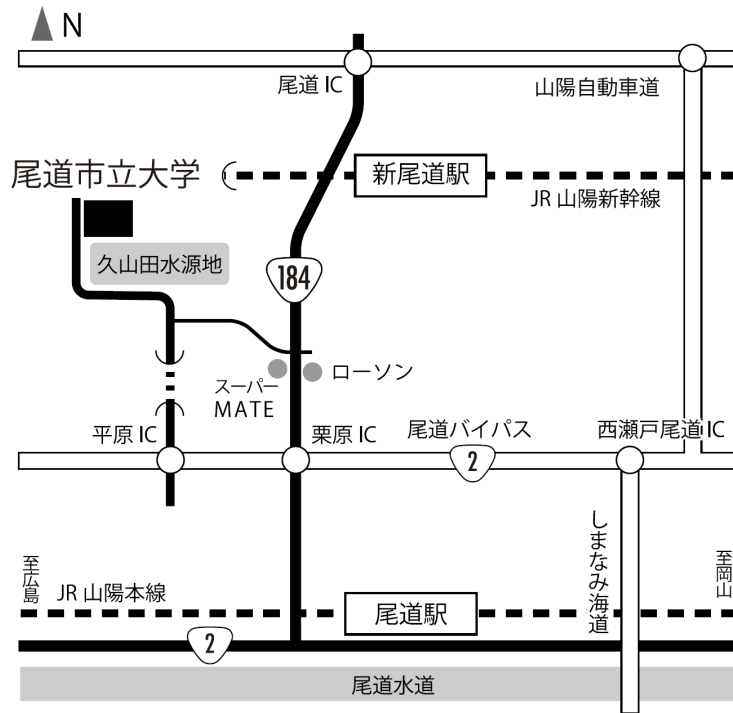 N
尾道 IC
山陽自動車道
尾道市立大学
新尾道駅
JR 山陽新幹線
久山田水源地
184
ローソン
スーパー
MATE
平原 IC
栗原 IC
尾道バイパス
西瀬戸尾道 IC
2
しまなみ海道
至広島
至岡山
JR 山陽本線
尾道駅
2
尾道水道